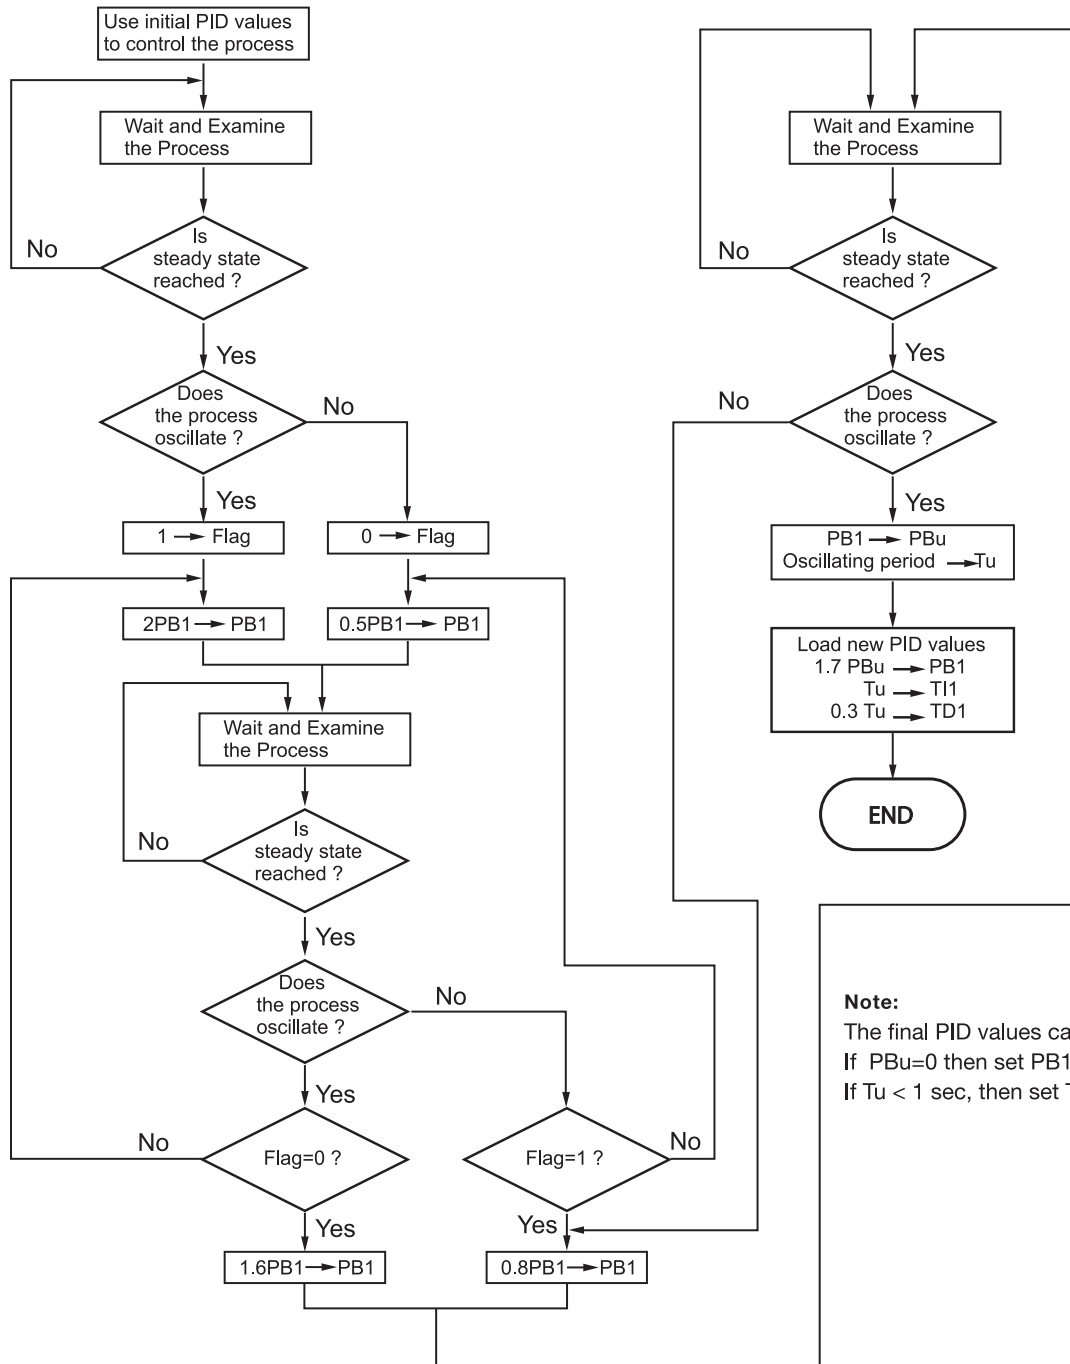 Use initial PID values
to control the process
Wait and Examine
the Process
Is
steady state
reached ?
No
Yes
Does
the process
oscillate ?
No
Yes
1 → Flag
0 → Flag
2PB1 → PB1
0.5PB1 → PB1
Wait and Examine
the Process
Is
steady state
reached ?
No
Yes
Does
the process
oscillate ?
No
Yes
Flag=0 ?
No
Yes
Flag=1 ?
No
Yes
1.6PB1 → PB1
0.8PB1 → PB1
Wait and Examine
the Process
Is
steady state
reached ?
No
Yes
Does
the process
oscillate ?
No
Yes
PB1 → PBu
Oscillating period → Tu
Load new PID values
1.7 PBu → PB1
Tu → TI1
0.3 Tu → TD1
END
Note:
The final PID values ca
If PBu=0 then set PB1
If Tu < 1 sec, then set T